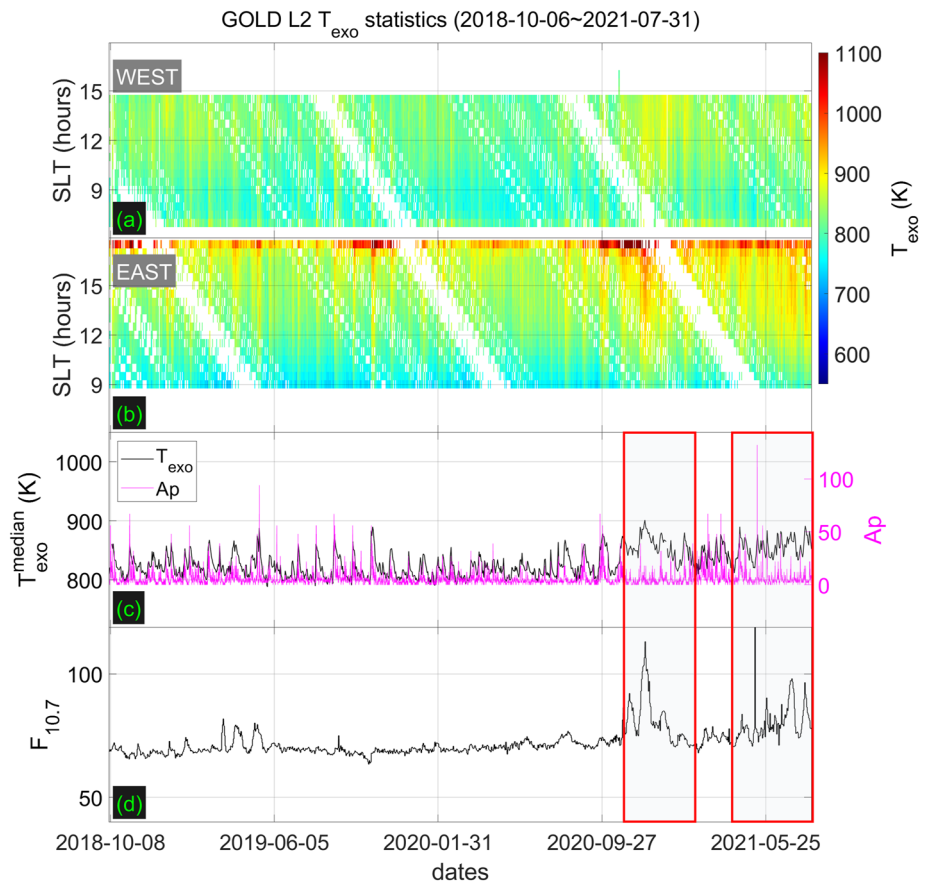 GOLD L2 Texo statistics (2018-10-06~2021-07-31)
WEST
SLT (hours)
15
12
9
(a)
EAST
SLT (hours)
15
12
9
(b)
1100
1000
900
800
700
600
Texo (K)
Texo
Ap
Texo median (K)
1000
900
800
(c)
100
50
0
Ap
F10.7
100
50
(d)
2018-10-08 2019-06-05 2020-01-31 2020-09-27 2021-05-25
dates